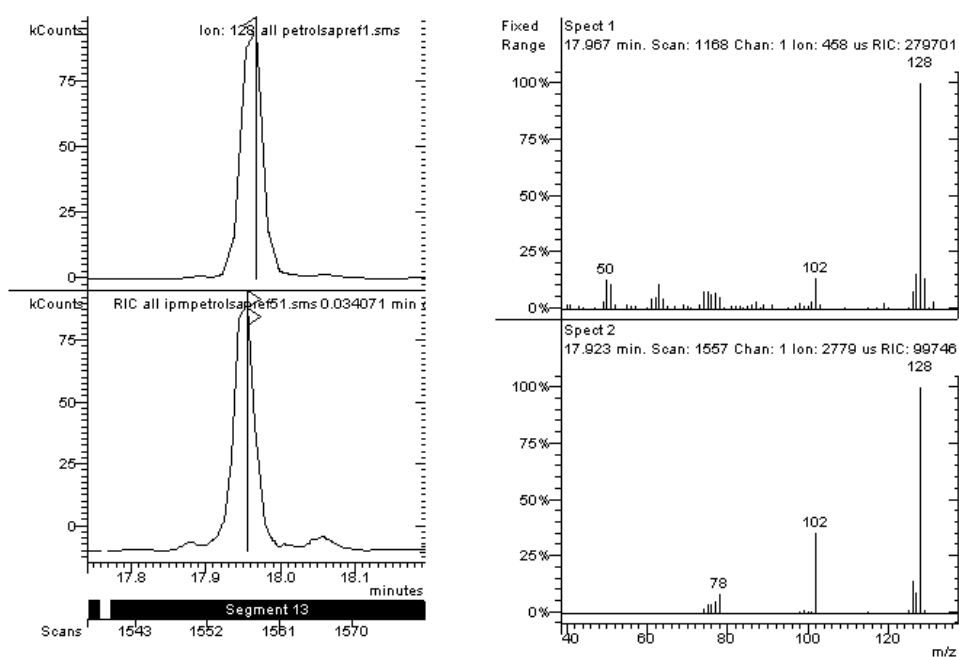 kCounts
Ion: 128 all petrolsapref1.sms
75
50
25
0
kCounts
RIC all ipmpetrolsapref51.sms 0.034071 min
75
50
25
0
17.8 17.9 18.0 18.1
minutes
Segment 13
Scans 1543 1552 1561 1570
Fixed
Range
Spect 1
17.967 min. Scan: 1168 Chan: 1 Ion: 458 us RIC: 279701
128
100%
75%
50%
25%
50
102
0%
Spect 2
17.923 min. Scan: 1557 Chan: 1 Ion: 2779 us RIC: 99746
128
100%
75%
50%
102
25%
78
0%
40 60 80 100 120
m/z